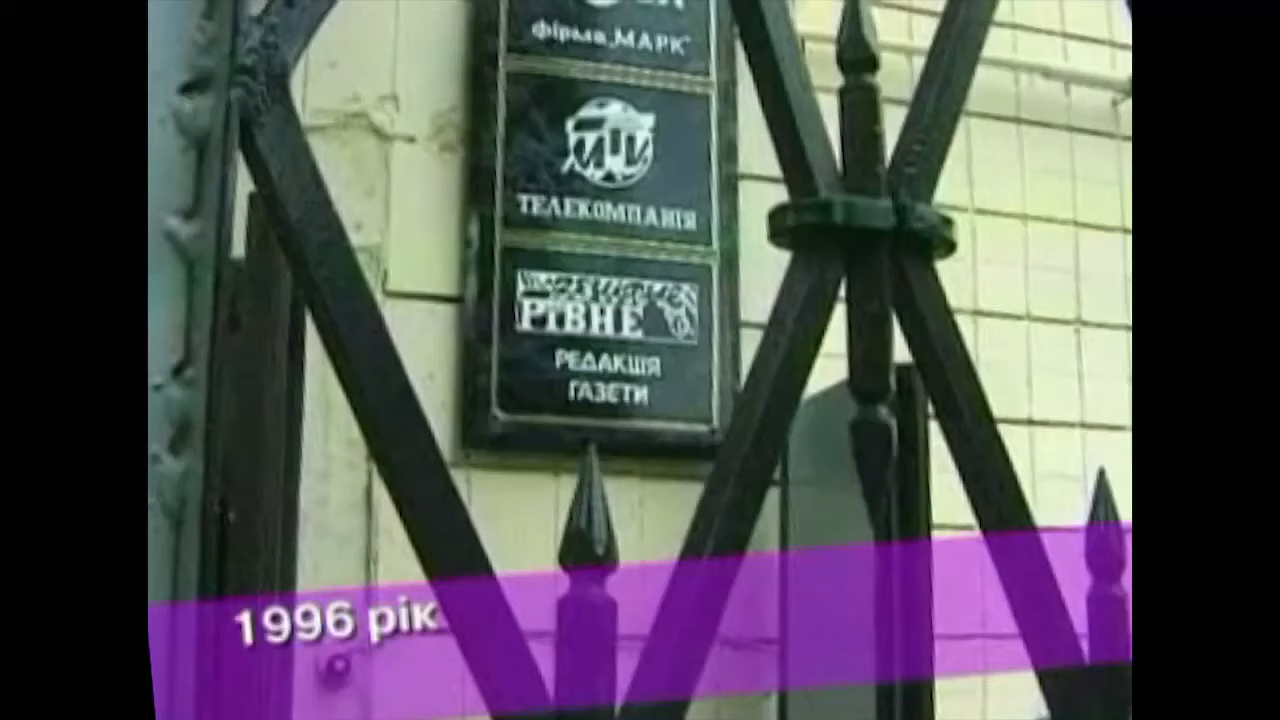 фірма „МАРК"
ТЕЛЕКОМПАНІЯ
РІВНЕ
РЕДАКЦІЯ
ГАЗЕТИ
1996 рік